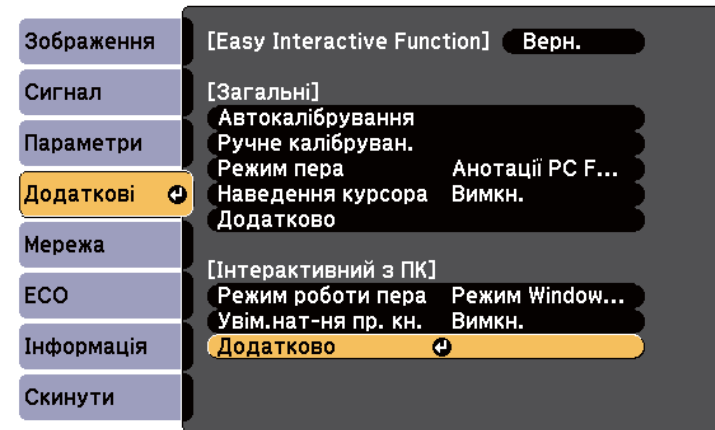 Зображення
Сигнал
Параметри
Додаткові
Мережа
ECO
Інформація
Скинути
[Easy Interactive Function] Верн.
[Загальні]
Автокалібрування
Ручне калібруван.
Режим пера Анотації PC F...
Наведення курсора Вимкн.
Додатково
[Інтерактивний з ПК]
Режим роботи пера Режим Window...
Увім.нат-ня пр. кн. Вимкн.
Додатково